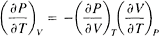 (∂P/∂T)_V = −(∂P/∂V)_T(∂V/∂T)_P